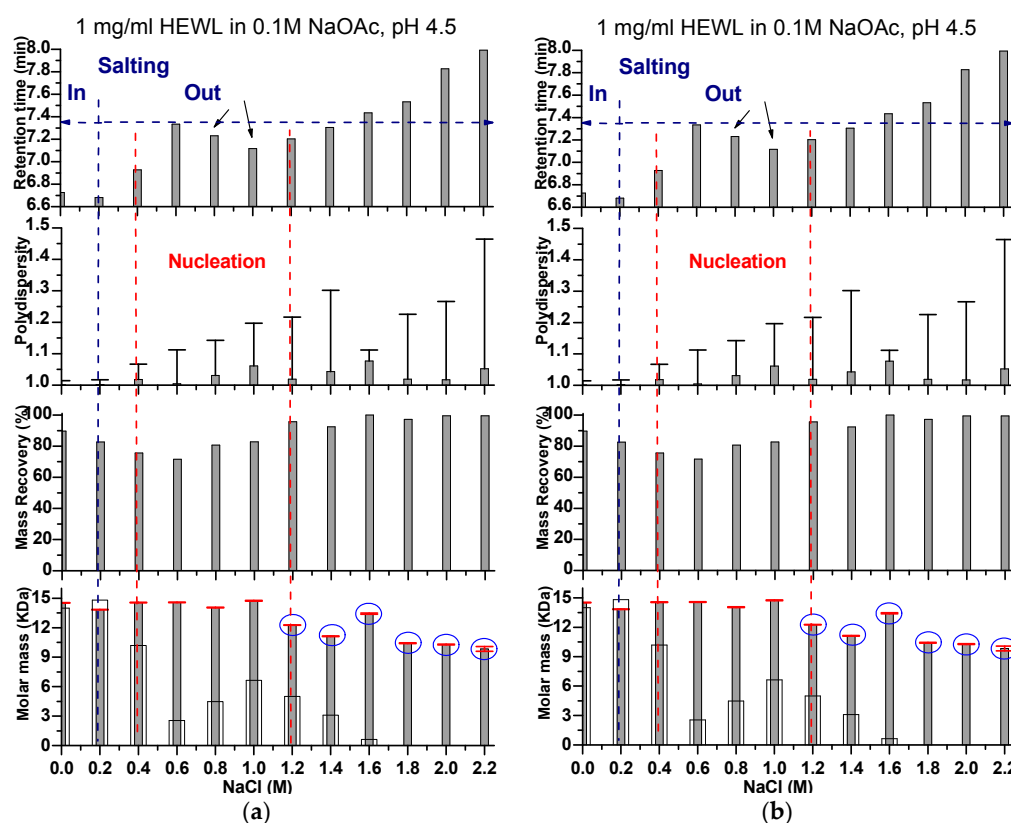 1 mg/ml HEWL in 0.1M NaOAc, pH 4.5
Retention time (min)
8.0
7.8
7.6
7.4
7.2
7.0
6.8
6.6
Salting
In
Out
Polydispersity
1.5
1.4
1.3
1.2
1.1
1.0
Nucleation
Mass Recovery (%)
100
80
60
40
20
0
Molar mass (KDa)
15
12
9
6
3
0
0.0 0.2 0.4 0.6 0.8 1.0 1.2 1.4 1.6 1.8 2.0 2.2
NaCl (M)
(a)
1 mg/ml HEWL in 0.1M NaOAc, pH 4.5
Retention time (min)
8.0
7.8
7.6
7.4
7.2
7.0
6.8
6.6
Salting
In
Out
Polydispersity
1.5
1.4
1.3
1.2
1.1
1.0
Nucleation
Mass Recovery (%)
100
80
60
40
20
0
Molar mass (KDa)
15
12
9
6
3
0
0.0 0.2 0.4 0.6 0.8 1.0 1.2 1.4 1.6 1.8 2.0 2.2
NaCl (M)
(b)